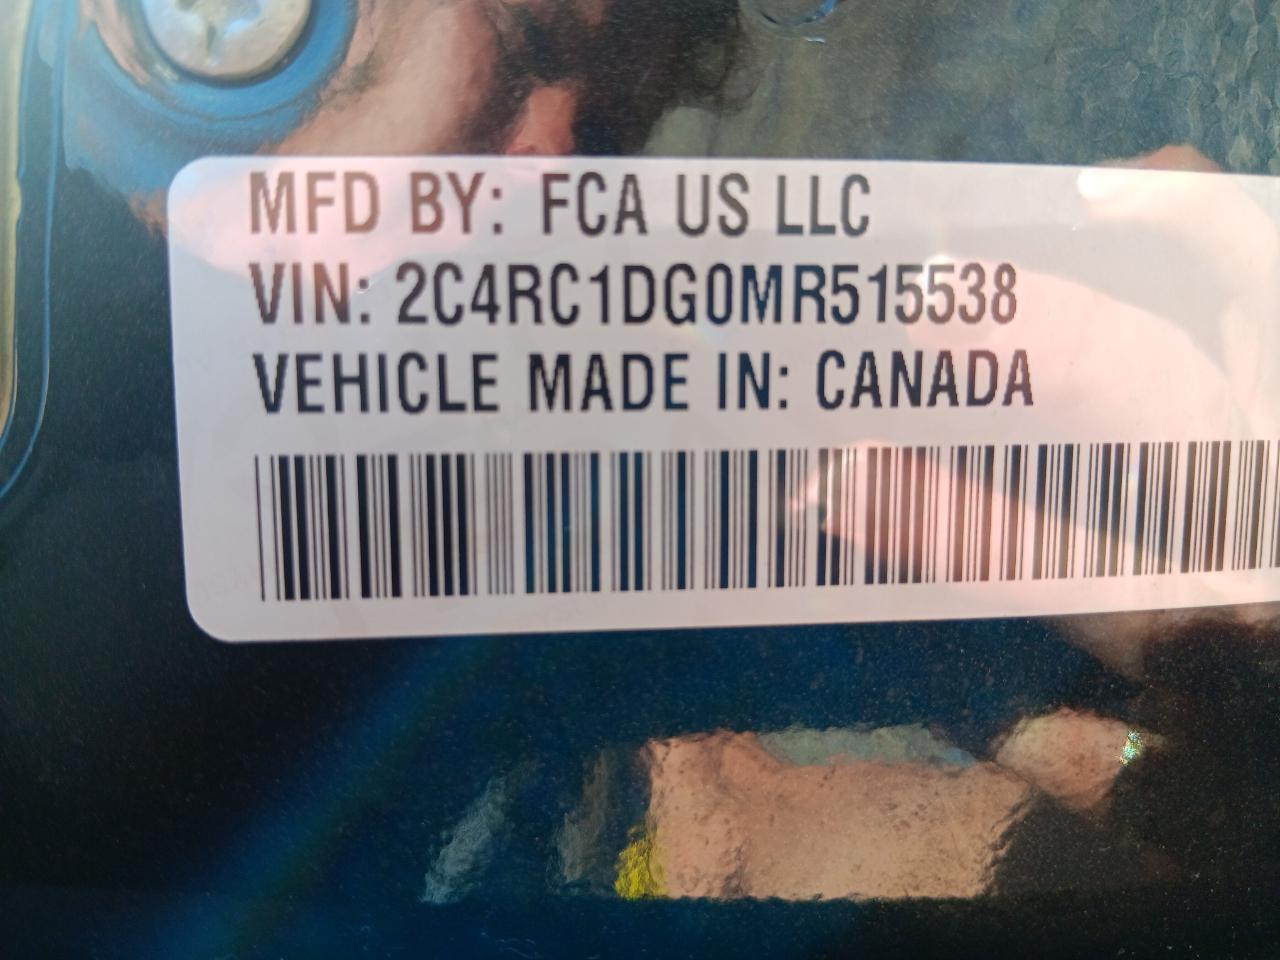 MFD BY: FCA US LLC
VIN: 2C4RC1DG0MR515538
VEHICLE MADE IN: CANADA